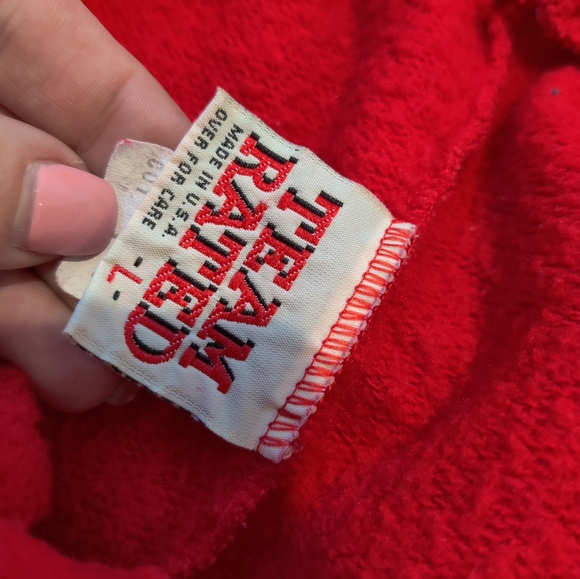 TEAM
RATED
MADE IN U.S.A.
OVER FOR CARE
- L -